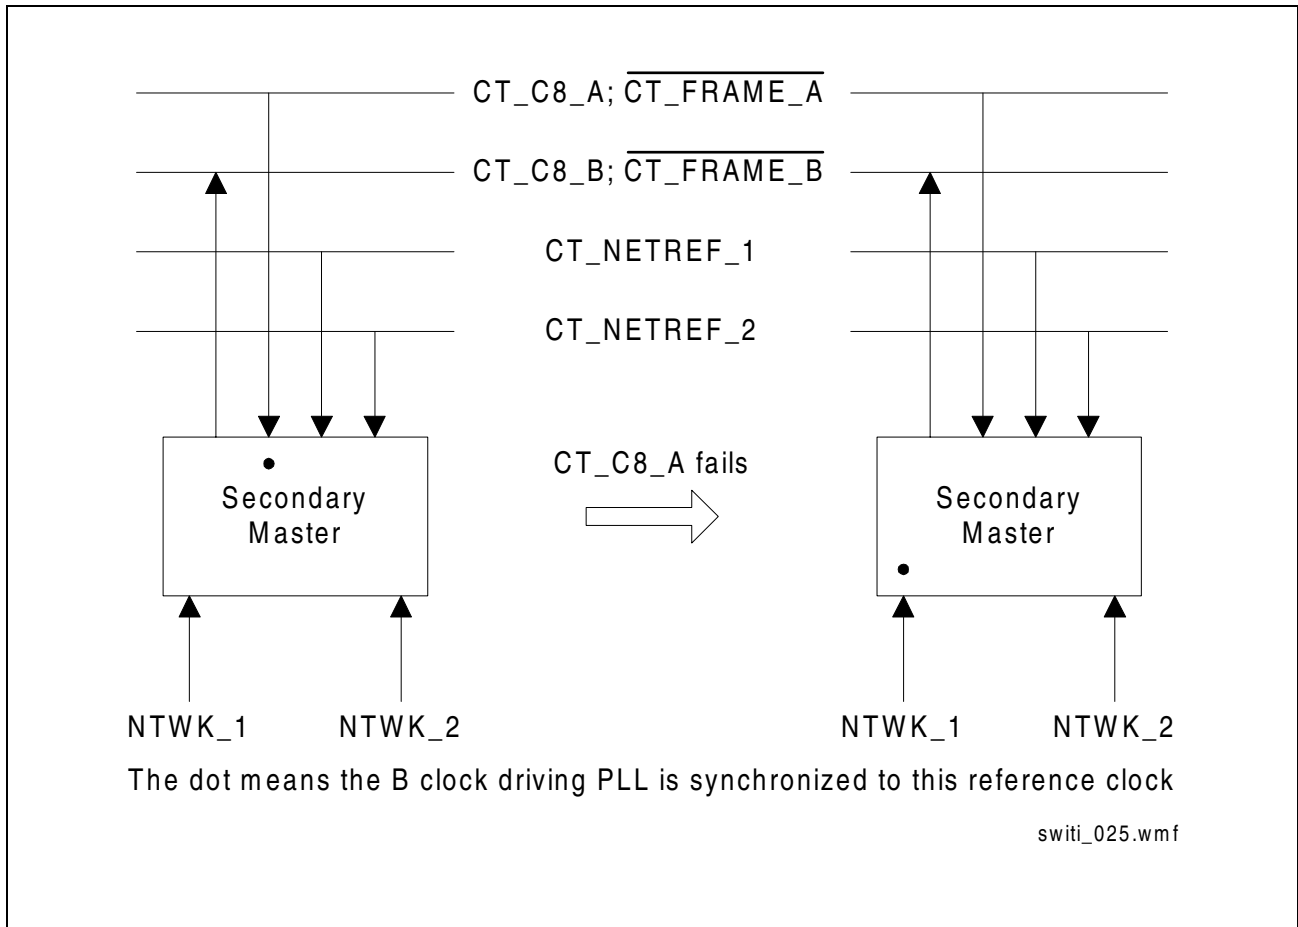 CT_C8_A; CT_FRAME_A
CT_C8_B; CT_FRAME_B
CT_NETREF_1
CT_NETREF_2
CT_C8_A fails
Secondary
Master
Secondary
Master
NTWK_1
NTWK_2
NTWK_1
NTWK_2
The dot means the B clock driving PLL is synchronized to this reference clock
switi_025.wmf